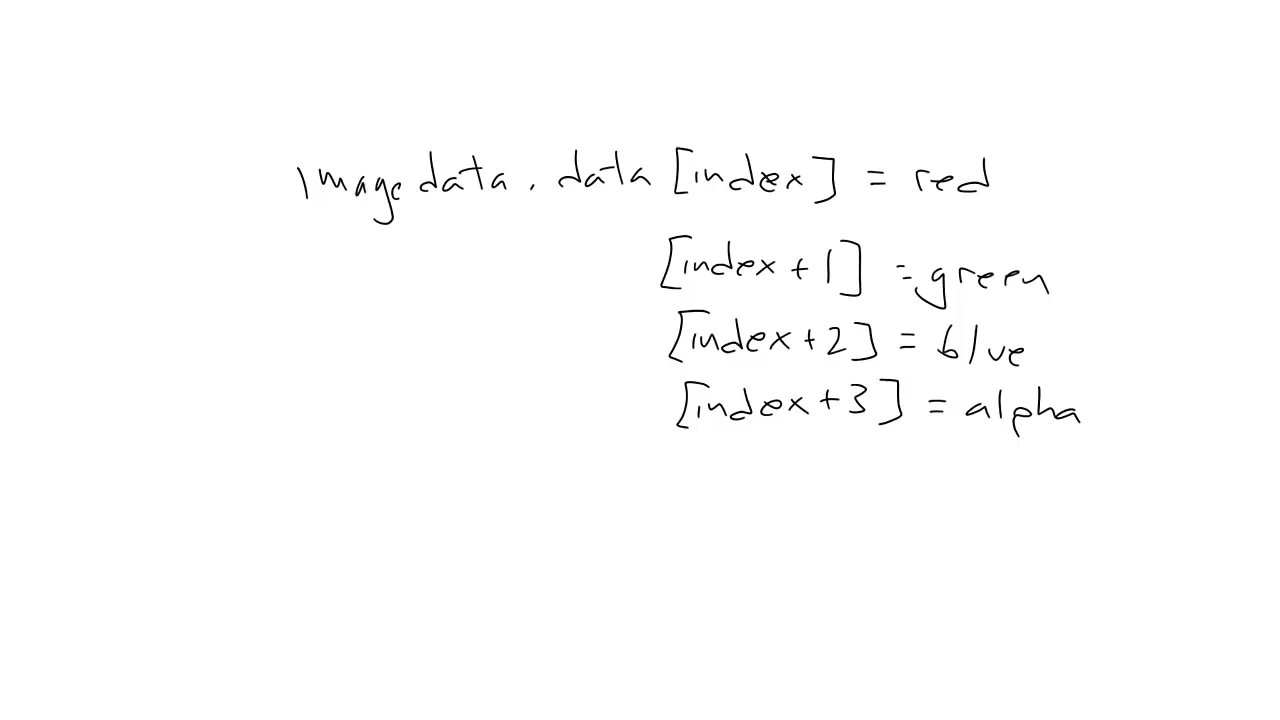 imagedata.data[index] = red
[index+1] = green
[index+2] = blue
[index+3] = alpha